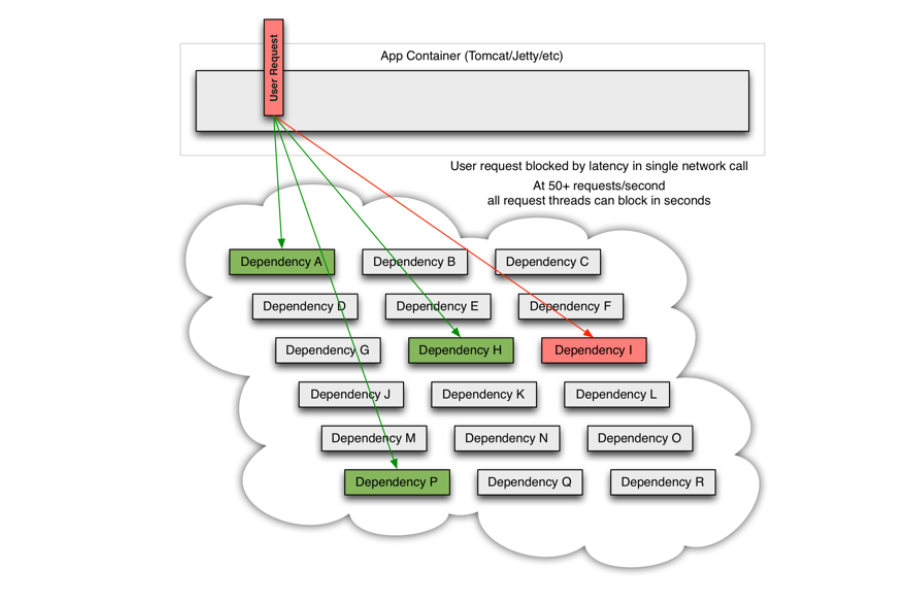 User Request
App Container (Tomcat/Jetty/etc)
User request blocked by latency in single network call
At 50+ requests/second
all request threads can block in seconds
Dependency A
Dependency B
Dependency C
Dependency D
Dependency E
Dependency F
Dependency G
Dependency H
Dependency I
Dependency J
Dependency K
Dependency L
Dependency M
Dependency N
Dependency O
Dependency P
Dependency Q
Dependency R